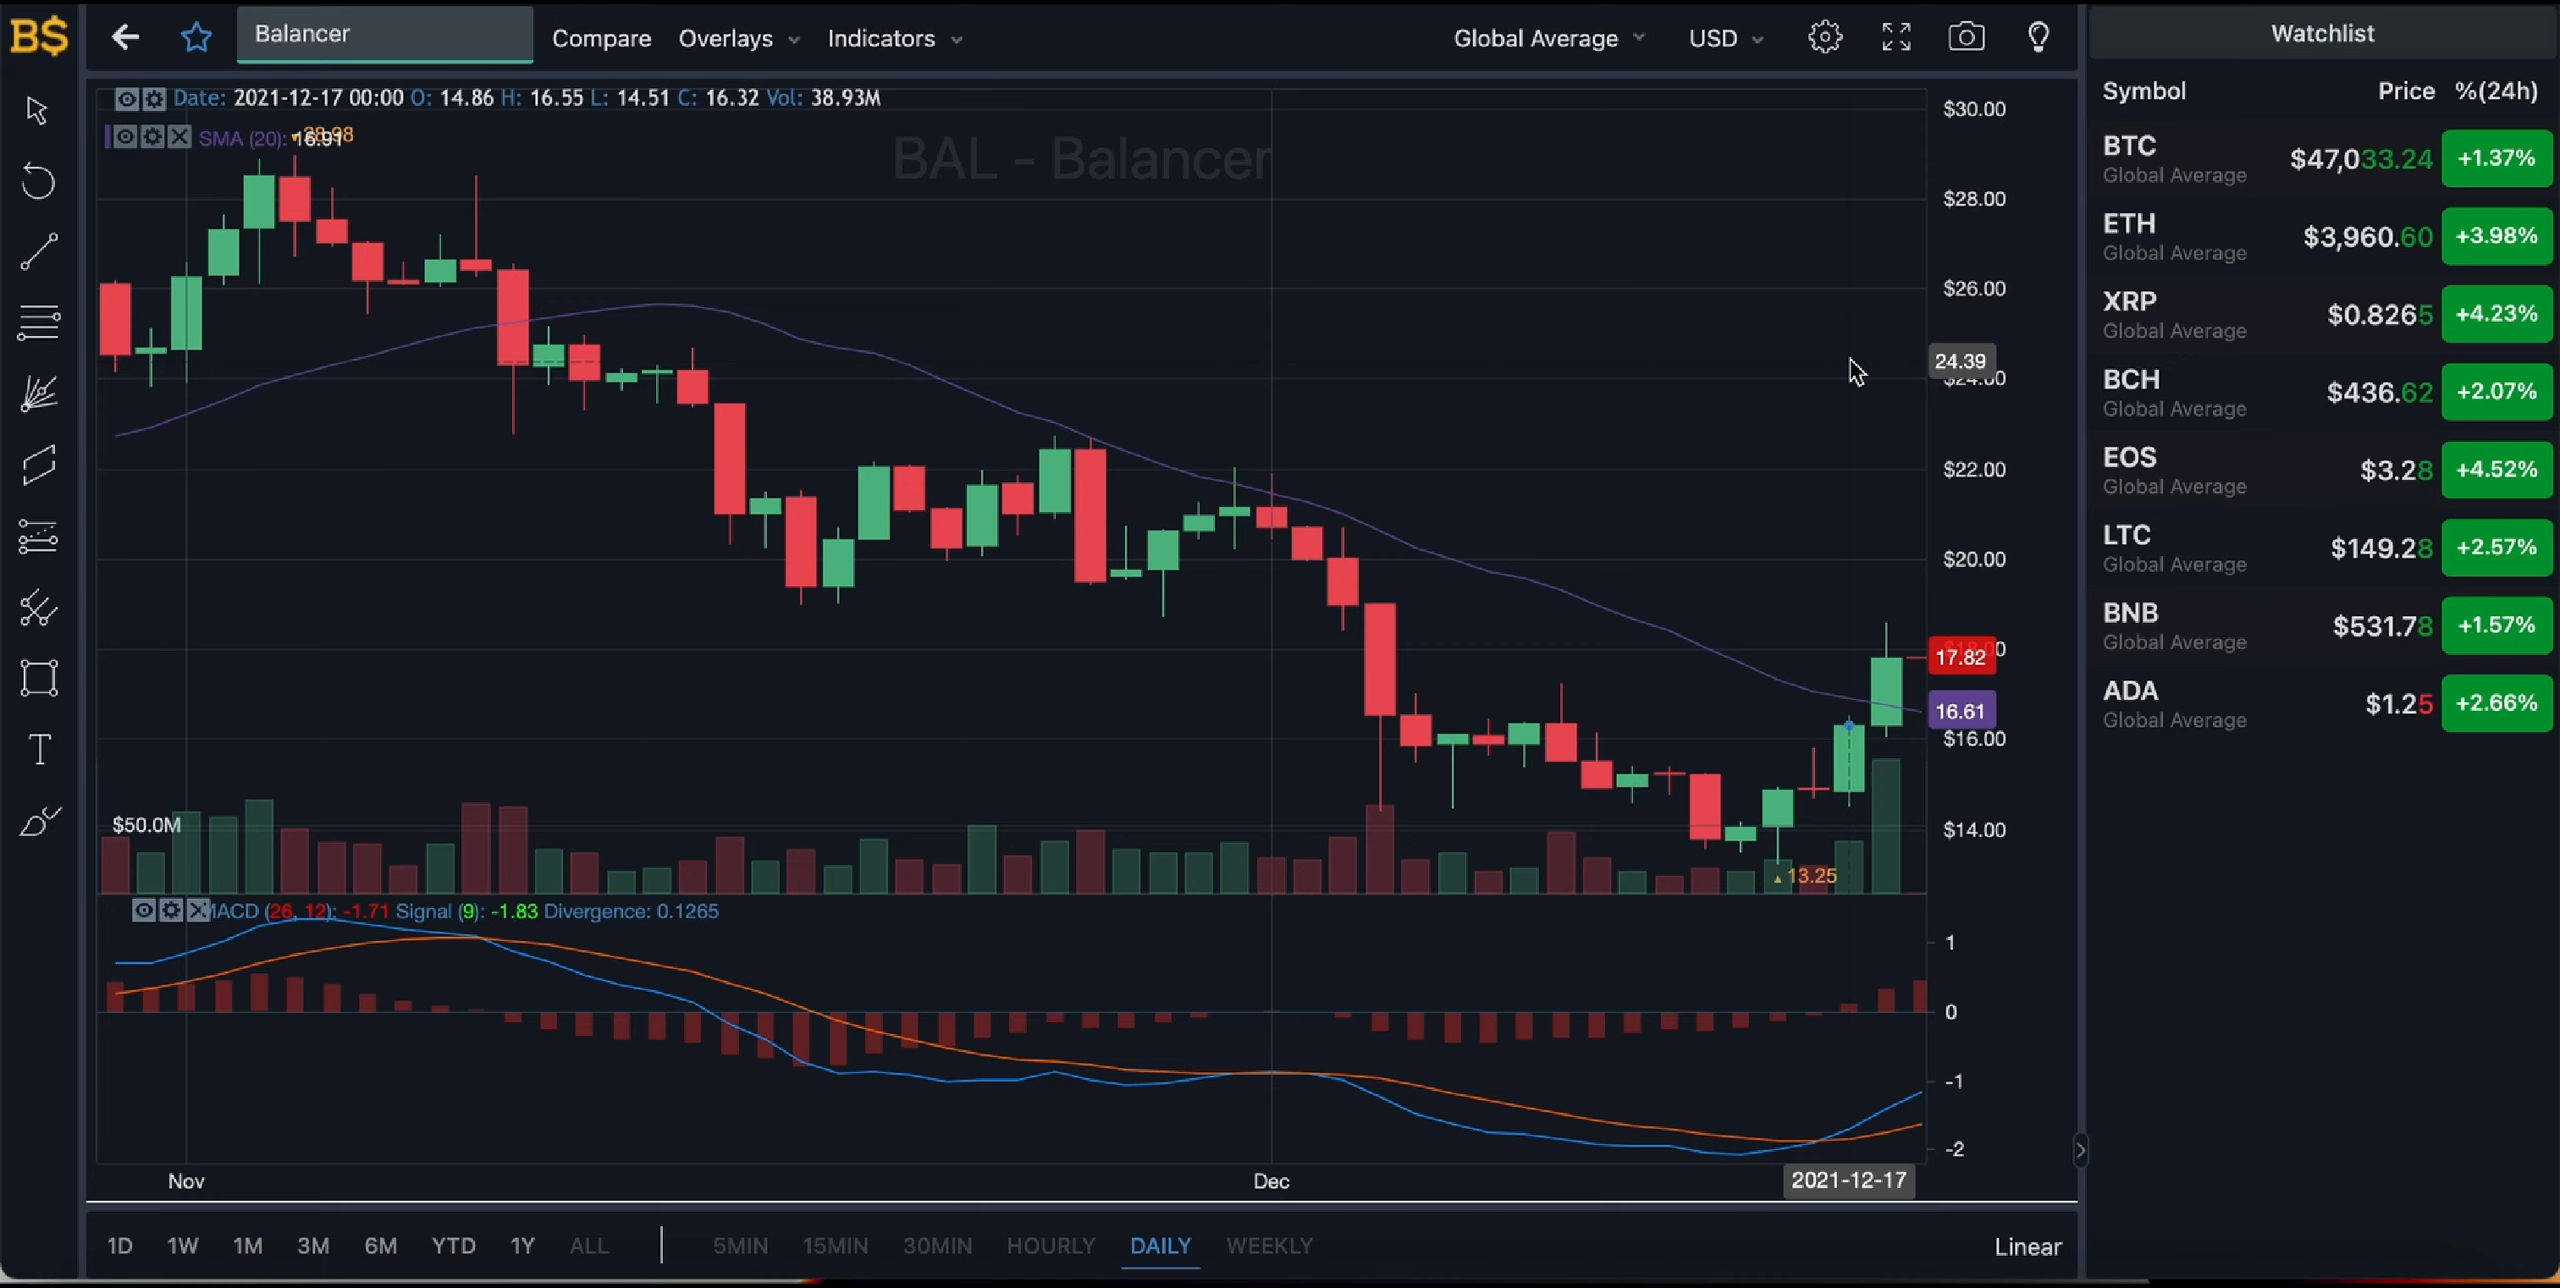 B$ Balancer Compare Overlays Indicators Global Average USD
Watchlist
Date: 2021-12-17 00:00 O: 14.86 H: 16.55 L: 14.51 C: 16.32 Vol: 38.93M
SMA (20): 16.91
BAL - Balancer
$30.00
$28.00
$26.00
24.39
$24.00
$22.00
$20.00
17.82
16.61
$16.00
$14.00
$50.0M
13.25
MACD (26, 12): -1.71 Signal (9): -1.83 Divergence: 0.1265
1
0
-1
-2
Nov Dec 2021-12-17
1D 1W 1M 3M 6M YTD 1Y ALL 5MIN 15MIN 30MIN HOURLY DAILY WEEKLY Linear
Symbol Price %(24h)
BTC $47,033.24 +1.37%
Global Average
ETH $3,960.60 +3.98%
Global Average
XRP $0.8265 +4.23%
Global Average
BCH $436.62 +2.07%
Global Average
EOS $3.28 +4.52%
Global Average
LTC $149.28 +2.57%
Global Average
BNB $531.78 +1.57%
Global Average
ADA $1.25 +2.66%
Global Average
T